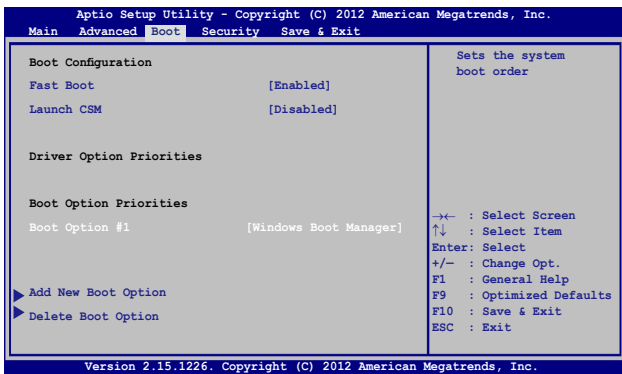 Aptio Setup Utility - Copyright (C) 2012 American Megatrends, Inc.
Main Advanced Boot Security Save & Exit
Boot Configuration
Fast Boot [Enabled]
Launch CSM [Disabled]
Driver Option Priorities
Boot Option Priorities
Boot Option #1 [Windows Boot Manager]
Add New Boot Option
Delete Boot Option
Sets the system
boot order
→← : Select Screen
↑↓ : Select Item
Enter: Select
+/— : Change Opt.
F1 : General Help
F9 : Optimized Defaults
F10 : Save & Exit
ESC : Exit
Version 2.15.1226. Copyright (C) 2012 American Megatrends, Inc.